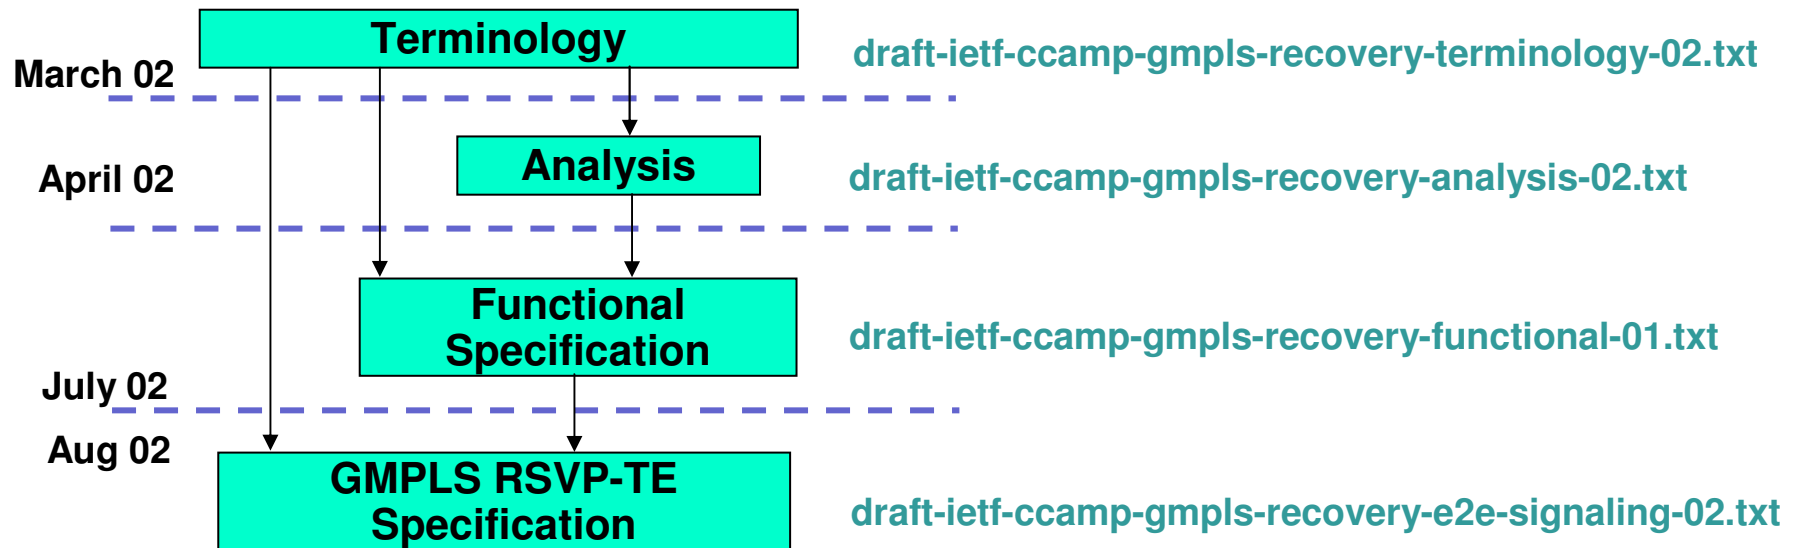 Terminology
draft-ietf-ccamp-gmpls-recovery-terminology-02.txt
March 02
Analysis
April 02
draft-ietf-ccamp-gmpls-recovery-analysis-02.txt
Functional
Specification
draft-ietf-ccamp-gmpls-recovery-functional-01.txt
July 02
Aug 02
GMPLS RSVP-TE
Specification
draft-ietf-ccamp-gmpls-recovery-e2e-signaling-02.txt